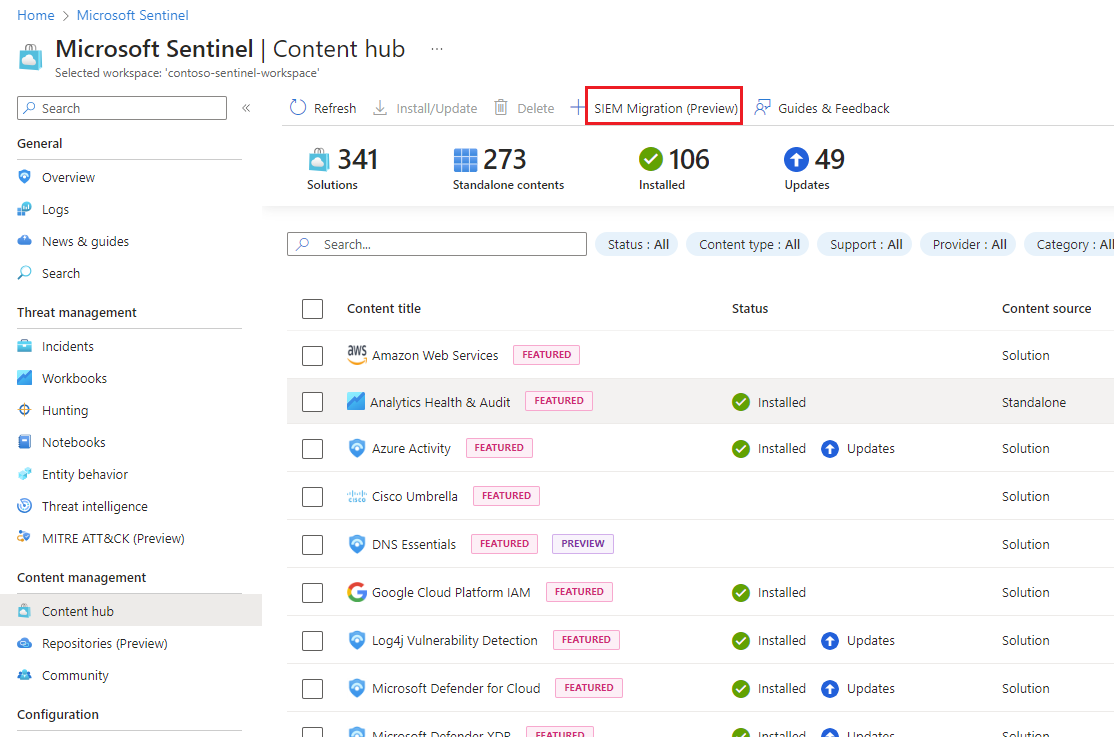 Home > Microsoft Sentinel
Microsoft Sentinel | Content hub ...
Selected workspace: 'contoso-sentinel-workspace'
Search «
General
Overview
Logs
News & guides
Search
Threat management
Incidents
Workbooks
Hunting
Notebooks
Entity behavior
Threat intelligence
MITRE ATT&CK (Preview)
Content management
Content hub
Repositories (Preview)
Community
Configuration
Refresh Install/Update Delete SIEM Migration (Preview) Guides & Feedback
341 273 106 49
Solutions Standalone contents Installed Updates
Search... Status : All Content type : All Support : All Provider : All Category : All
Content title Status Content source
aws Amazon Web Services FEATURED Solution
Analytics Health & Audit FEATURED Installed Standalone
Azure Activity FEATURED Installed Updates Solution
CISCO Cisco Umbrella FEATURED Solution
DNS Essentials FEATURED PREVIEW Solution
Google Cloud Platform IAM FEATURED Installed Solution
Log4j Vulnerability Detection FEATURED Installed Updates Solution
Microsoft Defender for Cloud FEATURED Installed Updates Solution
Microsoft Defender XDR FEATURED Installed Updates Solution